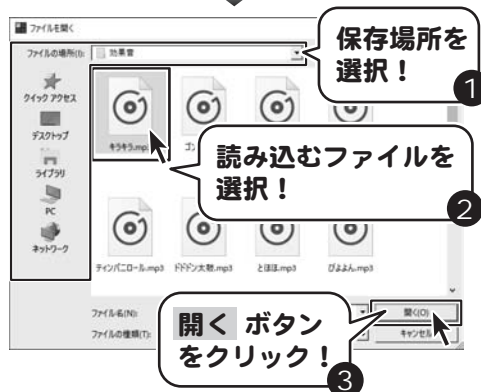 ファイルを開く
ファイルの場所(I):
効果音
保存場所を
選択！
1
クイック アクセス
デスクトップ
ライブラリ
PC
ネットワーク
キラキラ.mp3
読み込むファイルを
選択！
2
ティンパニロール.mp3
ドドドン太鼓.mp3
とほほ.mp3
ぴよよん.mp3
ファイル名(N):
開く(O)
ファイルの種類(T):
キャンセル
開く ボタン
をクリック！
3